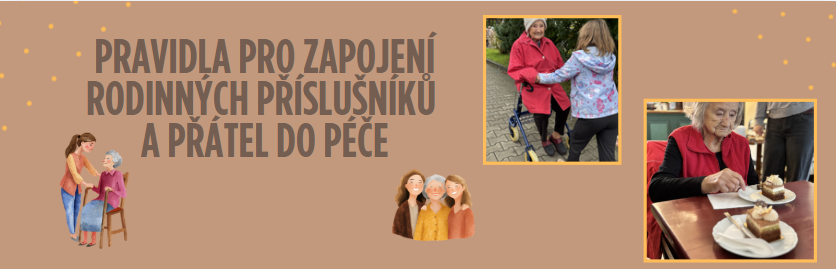 PRAVIDLA PRO ZAPOJENÍ
RODINNÝCH PŘÍSLUŠNÍKŮ
A PŘÁTEL DO PÉČE